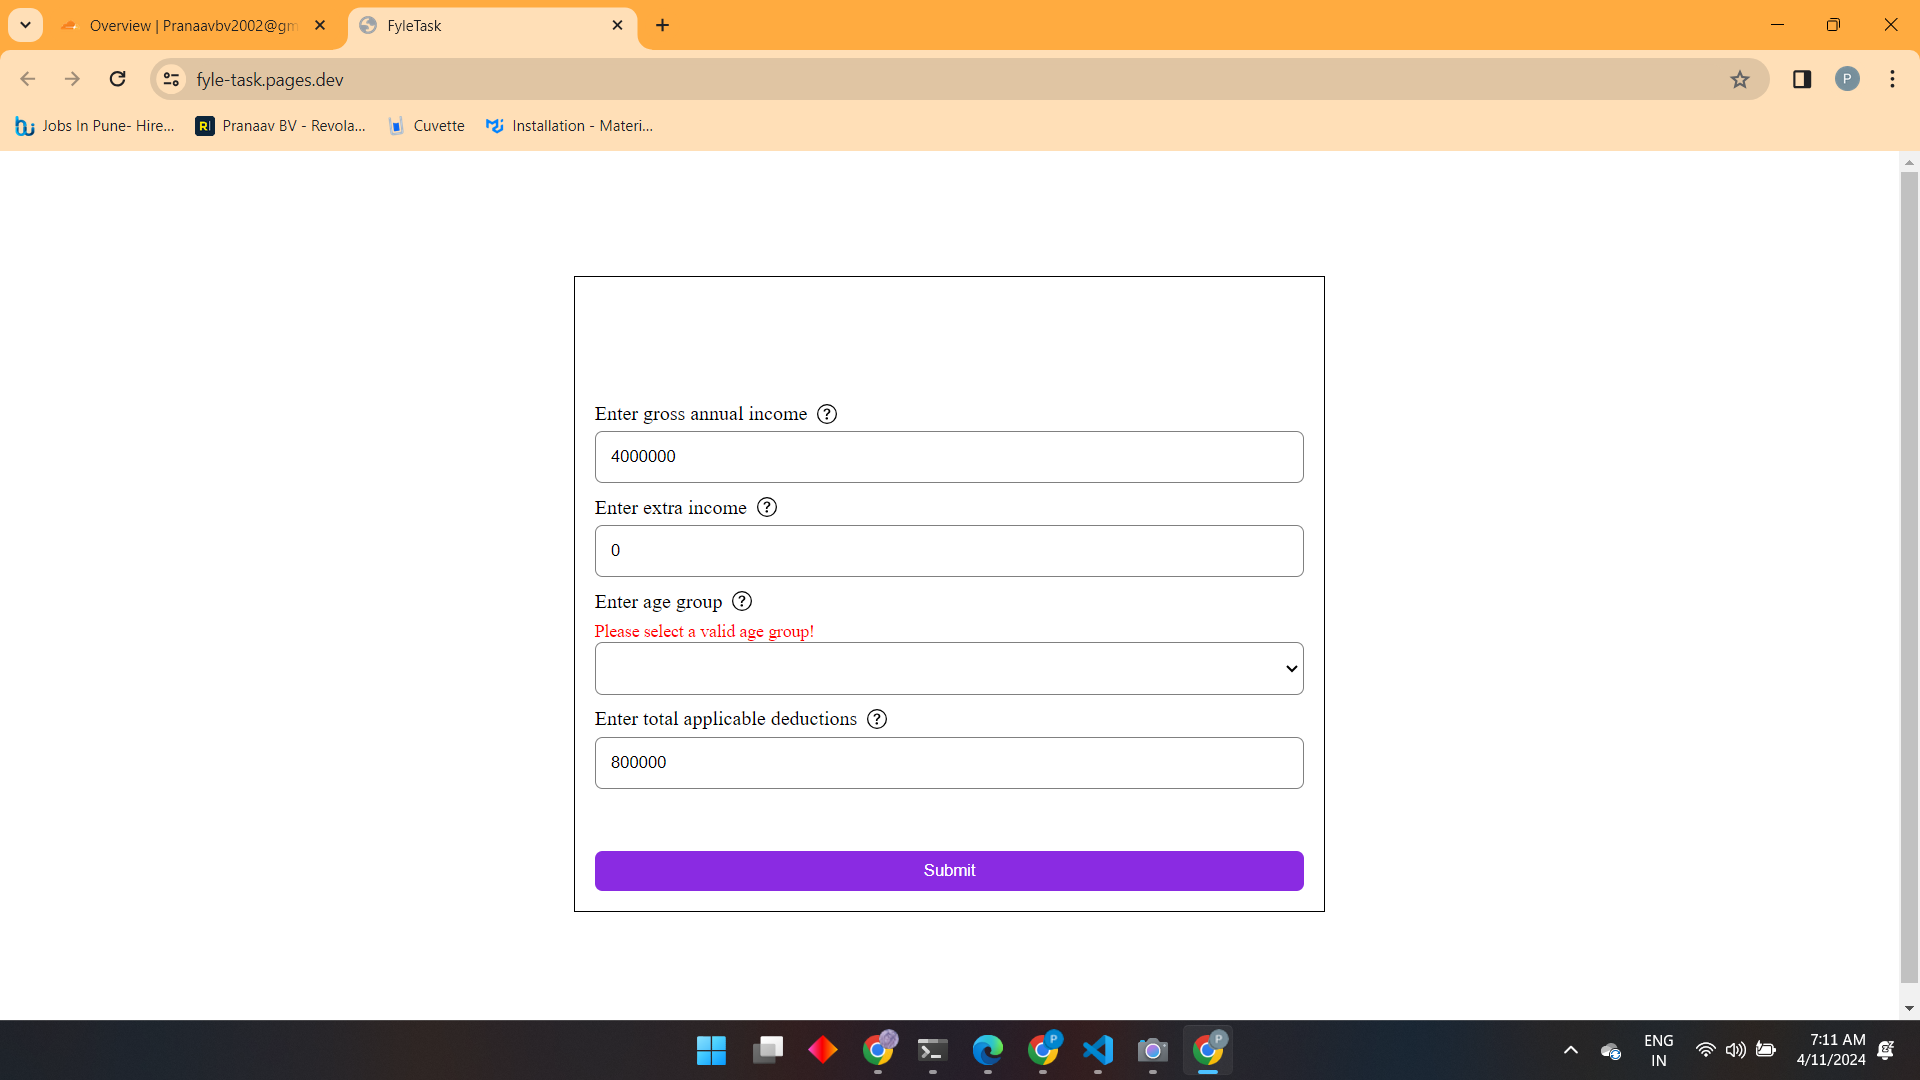 Overview | Pranaavbv2002@gm
FyleTask
fyle-task.pages.dev
P
Jobs In Pune- Hire...
RI
Pranaav BV - Revola...
Cuvette
Installation - Materi...
Enter gross annual income ?
4000000
Enter extra income ?
0
Enter age group ?
Please select a valid age group!
Enter total applicable deductions ?
800000
Submit
P
P
ENG
IN
7:11 AM
4/11/2024